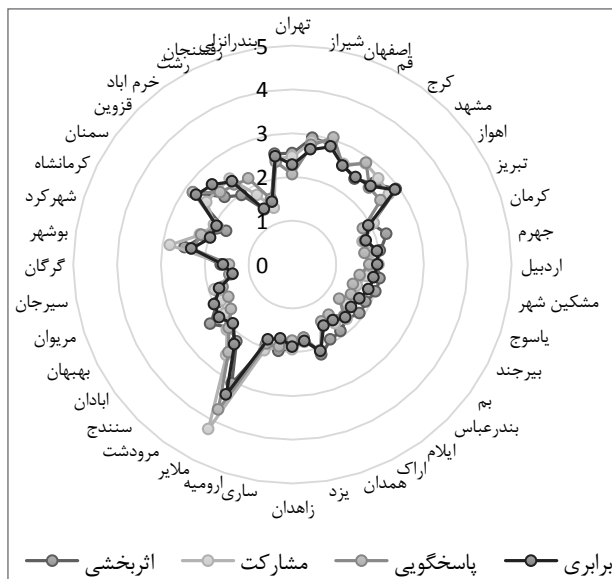 تهران
شیراز
اصفهان
قم
کرج
مشهد
اهواز
تبریز
کرمان
جهرم
اردبیل
مشکین شهر
یاسوج
بیرجند
بم
بندرعباس
ایلام
اراک
همدان
یزد
زاهدان
ساری
ارومیه
ملایر
مرودشت
سنندج
ابادان
بهبهان
مریوان
سیرجان
گرگان
بوشهر
شهرکرد
کرمانشاه
سمنان
قزوین
خرم اباد
رشت
رفسنجان
بندرانزلی
5
4
3
2
1
0
اثربخشی مشارکت پاسخگویی برابری